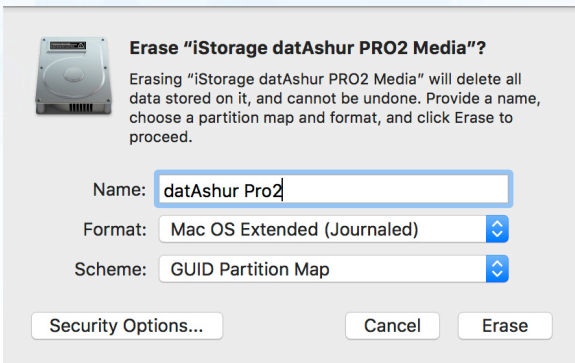 Erase “iStorage datAshur PRO2 Media”?
Erasing “iStorage datAshur PRO2 Media” will delete all
data stored on it, and cannot be undone. Provide a name,
choose a partition map and format, and click Erase to
proceed.
Name: datAshur Pro2
Format: Mac OS Extended (Journaled)
Scheme: GUID Partition Map
Security Options... Cancel Erase